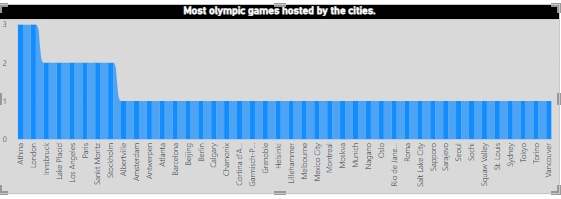 Most olympic games hosted by the cities.
3
2
1
0
Athina
London
Innsbruck
Lake Placid
Los Angeles
Paris
Sankt Moritz
Stockholm
Albertville
Amsterdam
Antwerpen
Atlanta
Barcelona
Beijing
Berlin
Calgary
Chamonix
Cortina d'A...
Garmisch-P...
Grenoble
Helsinki
Lillehammer
Melbourne
Mexico City
Montreal
Moskva
Munich
Nagano
Oslo
Rio de Jane...
Roma
Salt Lake City
Sapporo
Sarajevo
Seoul
Sochi
Squaw Valley
St. Louis
Sydney
Tokyo
Torino
Vancouver